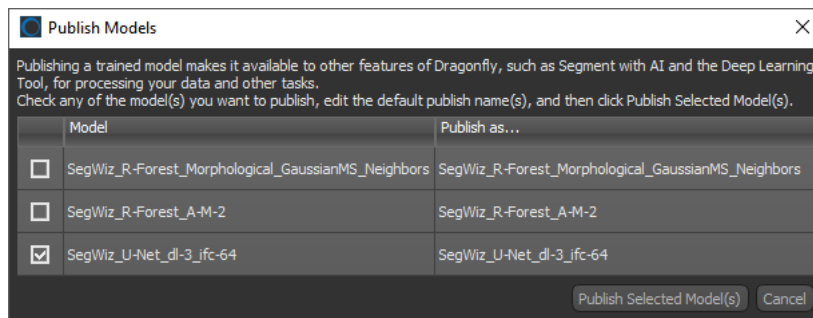 Publish Models
Publishing a trained model makes it available to other features of Dragonfly, such as Segment with AI and the Deep Learning
Tool, for processing your data and other tasks.
Check any of the model(s) you want to publish, edit the default publish name(s), and then click Publish Selected Model(s).
Model Publish as...
SegWiz_R-Forest_Morphological_GaussianMS_Neighbors SegWiz_R-Forest_Morphological_GaussianMS_Neighbors
SegWiz_R-Forest_A-M-2 SegWiz_R-Forest_A-M-2
SegWiz_U-Net_dl-3_ifc-64 SegWiz_U-Net_dl-3_ifc-64
Publish Selected Model(s) Cancel